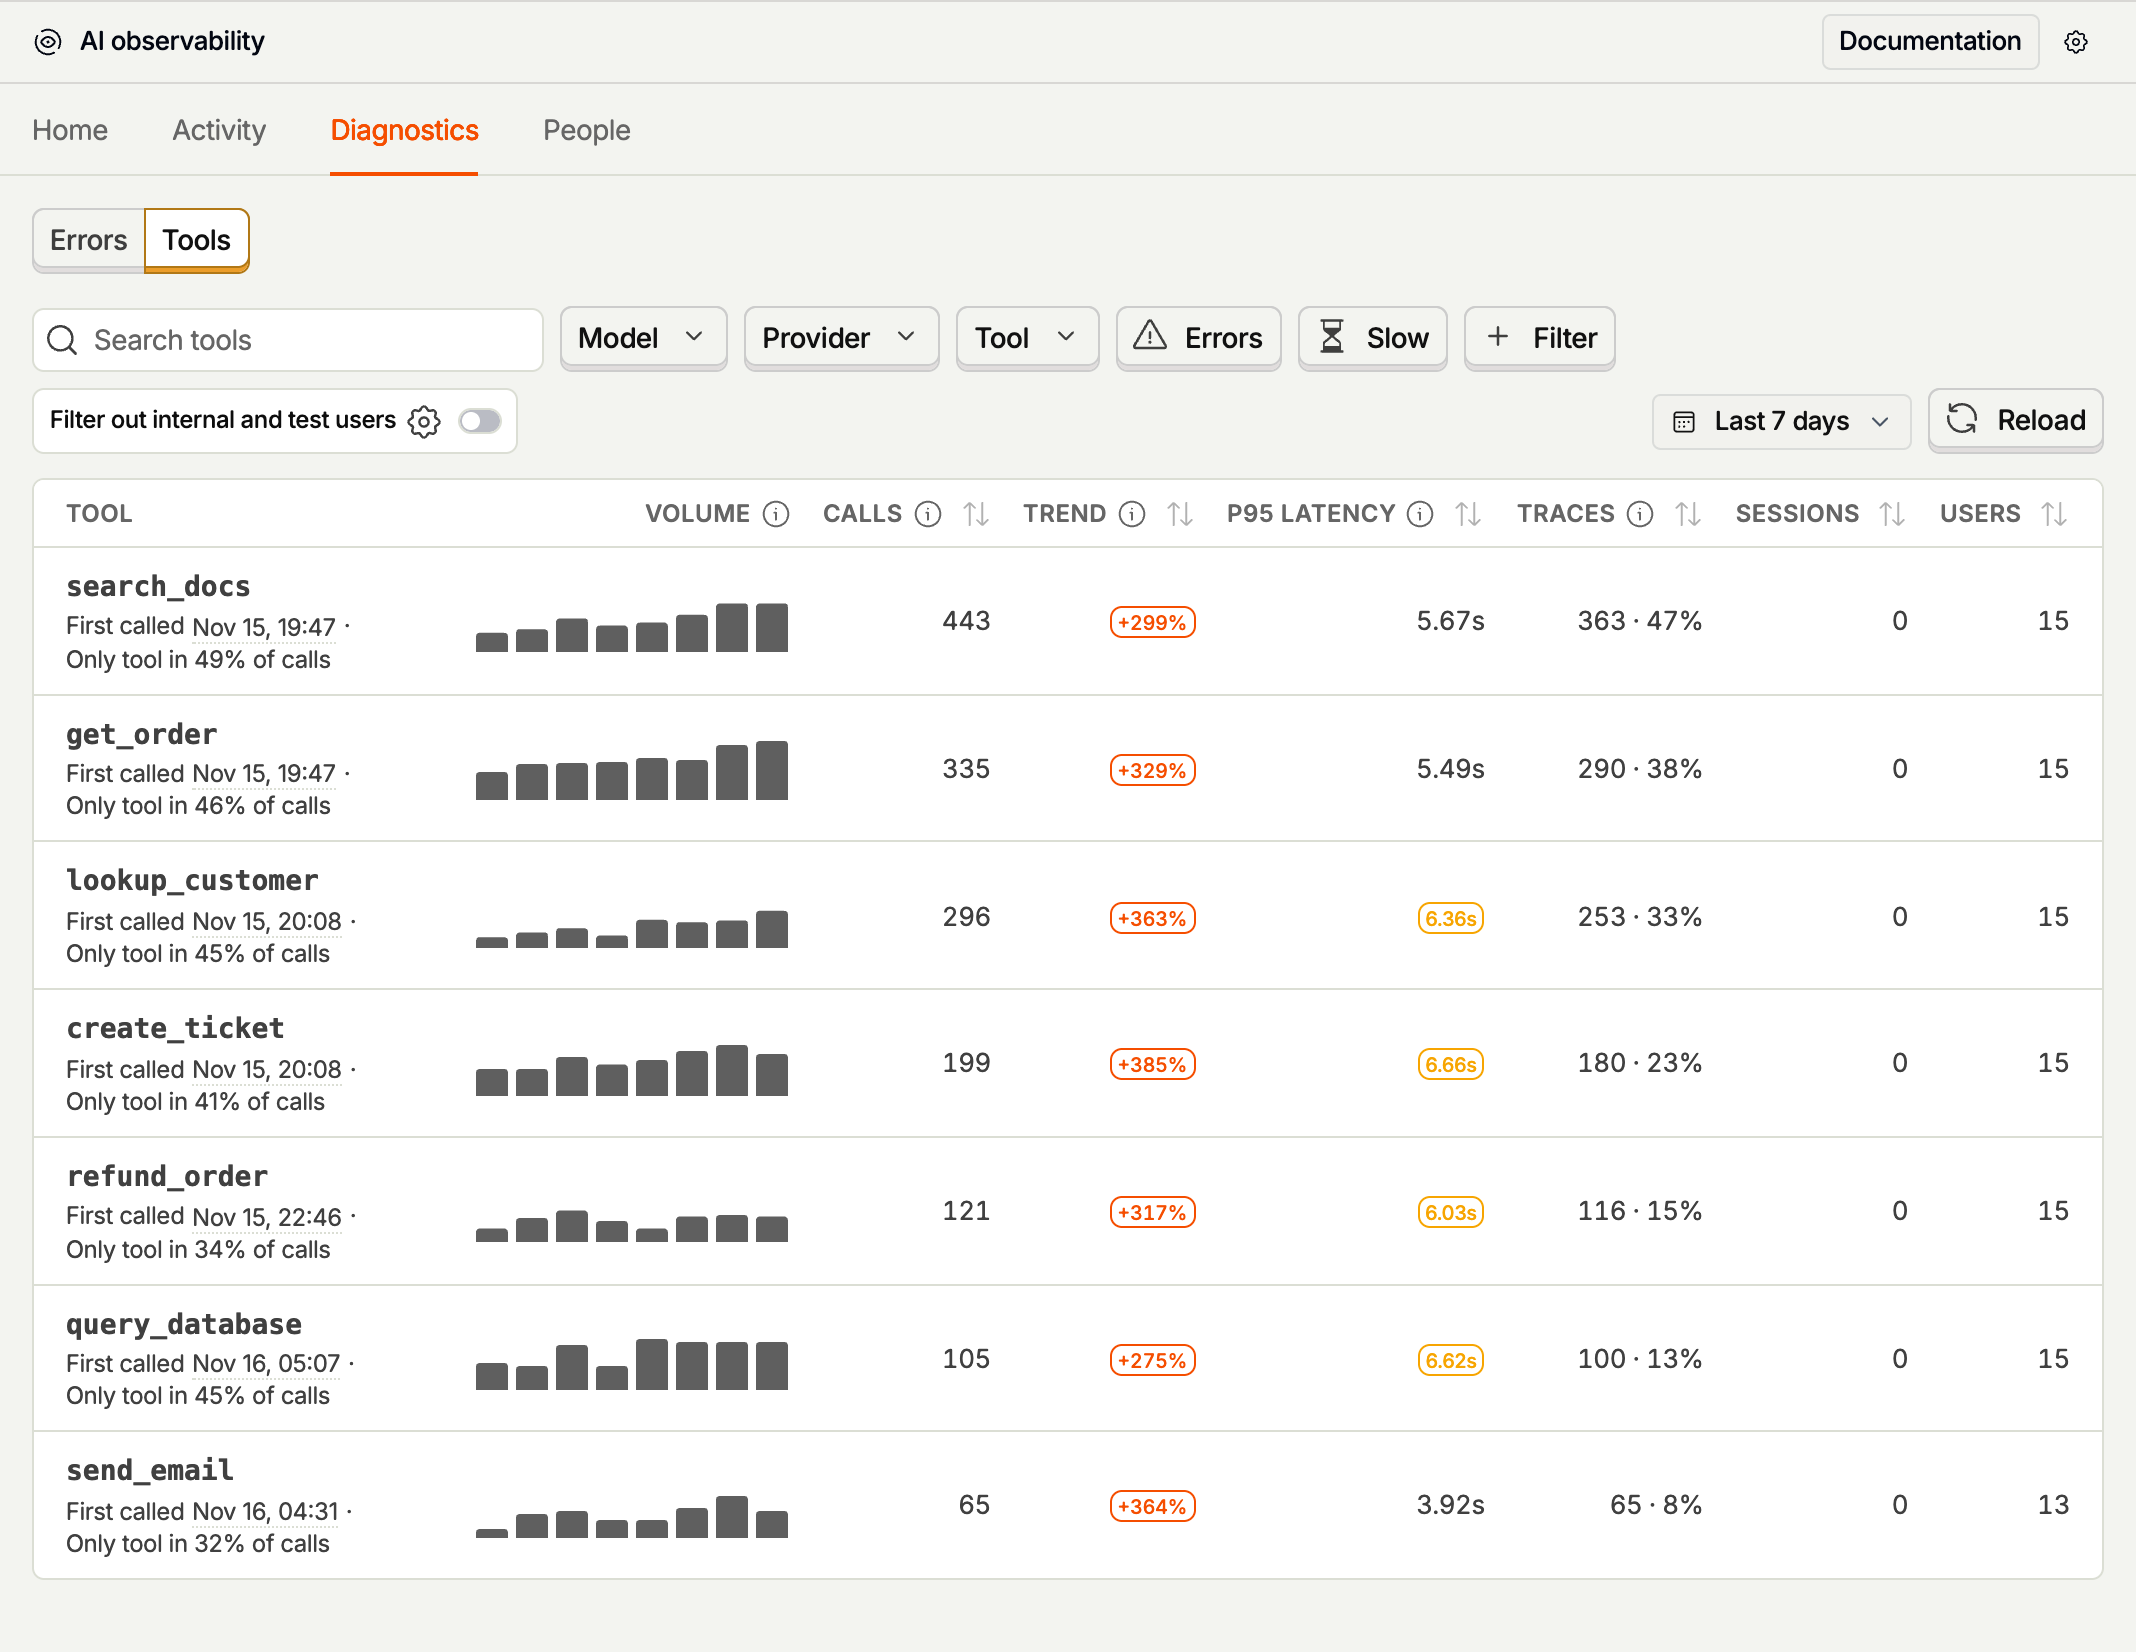 AI observability
Documentation
Home Activity Diagnostics People
Errors Tools
Search tools Model Provider Tool Errors Slow + Filter
Filter out internal and test users Last 7 days Reload
TOOL VOLUME CALLS TREND P95 LATENCY TRACES SESSIONS USERS
search_docs
First called Nov 15, 19:47 ·
Only tool in 49% of calls
443 +299% 5.67s 363 · 47% 0 15
get_order
First called Nov 15, 19:47 ·
Only tool in 46% of calls
335 +329% 5.49s 290 · 38% 0 15
lookup_customer
First called Nov 15, 20:08 ·
Only tool in 45% of calls
296 +363% 6.36s 253 · 33% 0 15
create_ticket
First called Nov 15, 20:08 ·
Only tool in 41% of calls
199 +385% 6.66s 180 · 23% 0 15
refund_order
First called Nov 15, 22:46 ·
Only tool in 34% of calls
121 +317% 6.03s 116 · 15% 0 15
query_database
First called Nov 16, 05:07 ·
Only tool in 45% of calls
105 +275% 6.62s 100 · 13% 0 15
send_email
First called Nov 16, 04:31 ·
Only tool in 32% of calls
65 +364% 3.92s 65 · 8% 0 13